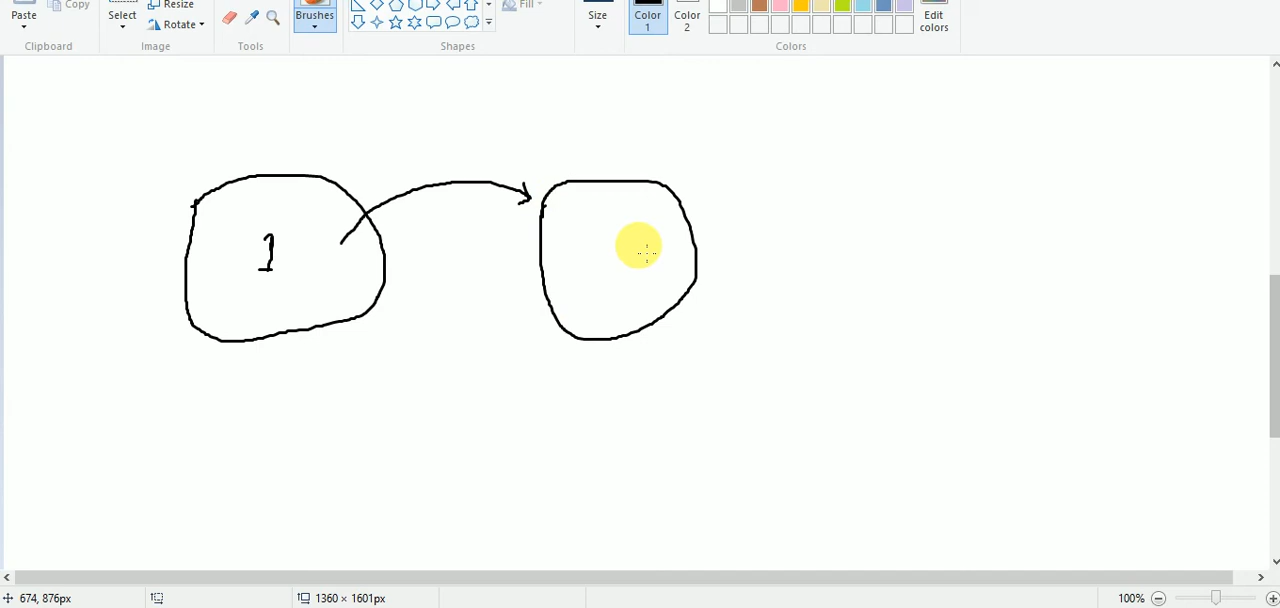 Paste
Copy
Select
Resize
Rotate
Brushes
Fill
Size
Color 1
Color 2
Edit colors
Clipboard
Image
Tools
Shapes
Colors
1
674, 876px
1360 × 1601px
100%